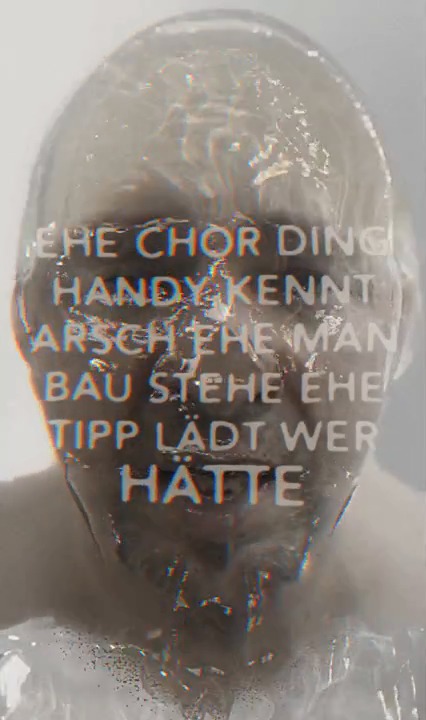 EHE CHOR DING
HANDY KENNT
ARSCH EHE MAN
BAU STEHE EHE
TIPP LÄDT WER
HÄTTE